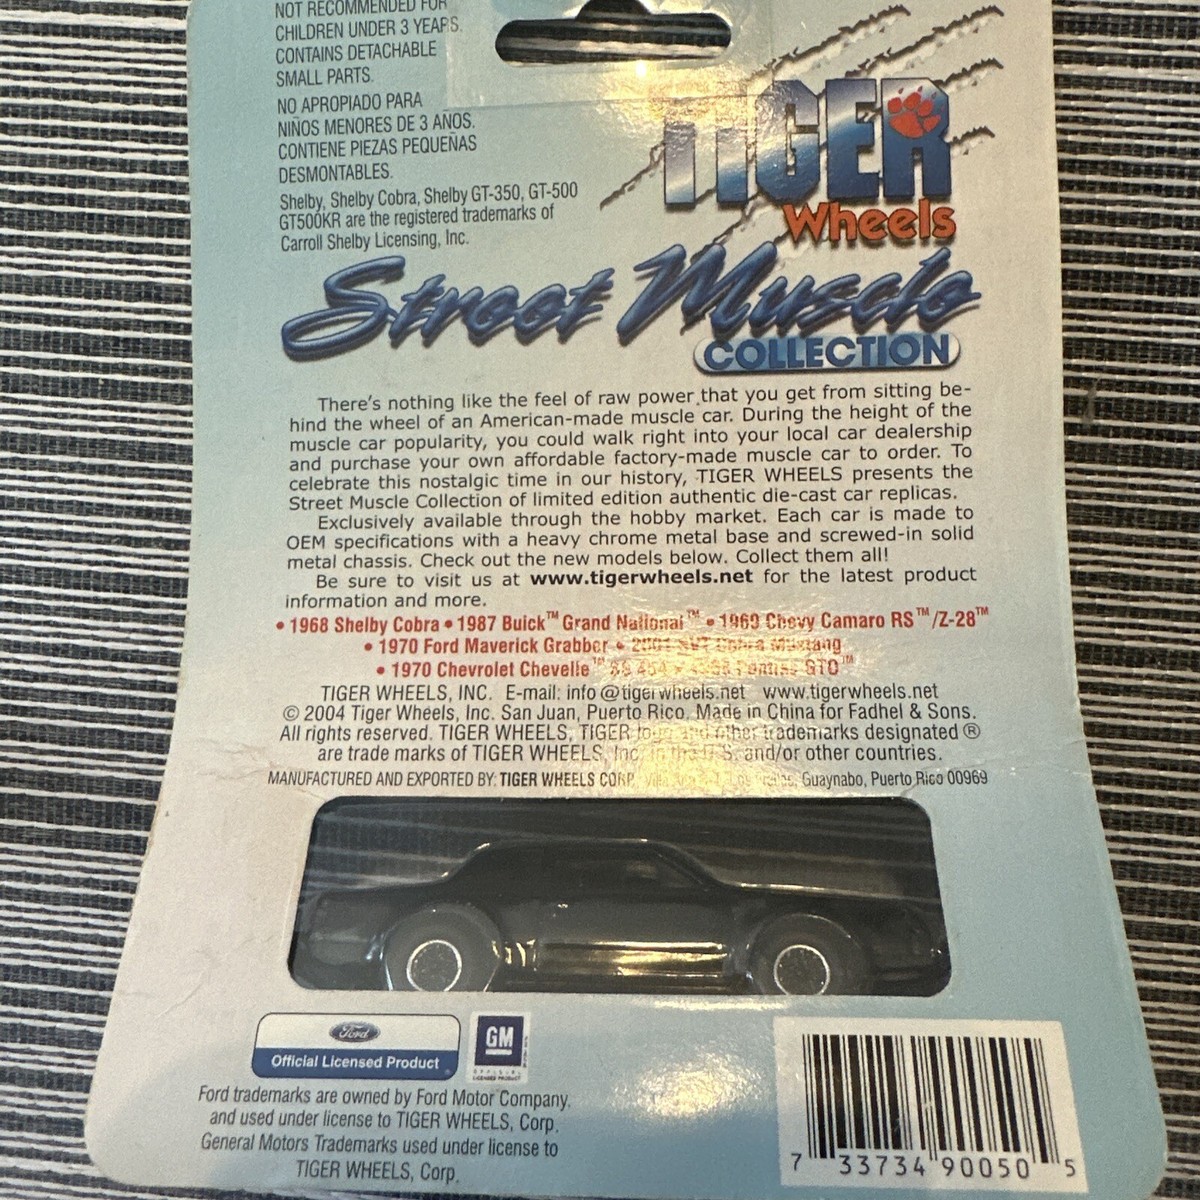 NOT RECOMMENDED FOR
CHILDREN UNDER 3 YEARS.
CONTAINS DETACHABLE
SMALL PARTS.
NO APROPIADO PARA
NIÑOS MENORES DE 3 AÑOS.
CONTIENE PIEZAS PEQUEÑAS
DESMONTABLES.
Shelby, Shelby Cobra, Shelby GT-350, GT-500
GT500KR are the registered trademarks of
Carroll Shelby Licensing, Inc.
TIGER
Wheels
Street Muscle
COLLECTION
There's nothing like the feel of raw power that you get from sitting be-
hind the wheel of an American-made muscle car. During the height of the
muscle car popularity, you could walk right into your local car dealership
and purchase your own affordable factory-made muscle car to order. To
celebrate this nostalgic time in our history, TIGER WHEELS presents the
Street Muscle Collection of limited edition authentic die-cast car replicas.
Exclusively available through the hobby market. Each car is made to
OEM specifications with a heavy chrome metal base and screwed-in solid
metal chassis. Check out the new models below. Collect them all!
Be sure to visit us at www.tigerwheels.net for the latest product
information and more.
• 1968 Shelby Cobra • 1987 Buick™ Grand National™ • 1969 Chevy Camaro RS™/Z-28™
• 1970 Ford Maverick Grabber • 2001 SVT Cobra Mustang
• 1970 Chevrolet Chevelle™ SS 454 • Pontiac GTO™
TIGER WHEELS, INC. E-mail: info@tigerwheels.net www.tigerwheels.net
© 2004 Tiger Wheels, Inc. San Juan, Puerto Rico. Made in China for Fadhel & Sons.
All rights reserved. TIGER WHEELS, TIGER logo and other trademarks designated ®
are trade marks of TIGER WHEELS, Inc. in the U.S. and/or other countries.
MANUFACTURED AND EXPORTED BY: TIGER WHEELS CORP. Guaynabo, Puerto Rico 00969
Ford
Official Licensed Product
GM
OFFICIAL
LICENSED PRODUCT
Ford trademarks are owned by Ford Motor Company.
and used under license to TIGER WHEELS, Corp.
General Motors Trademarks used under license to
TIGER WHEELS, Corp.
7 33734 90050 5